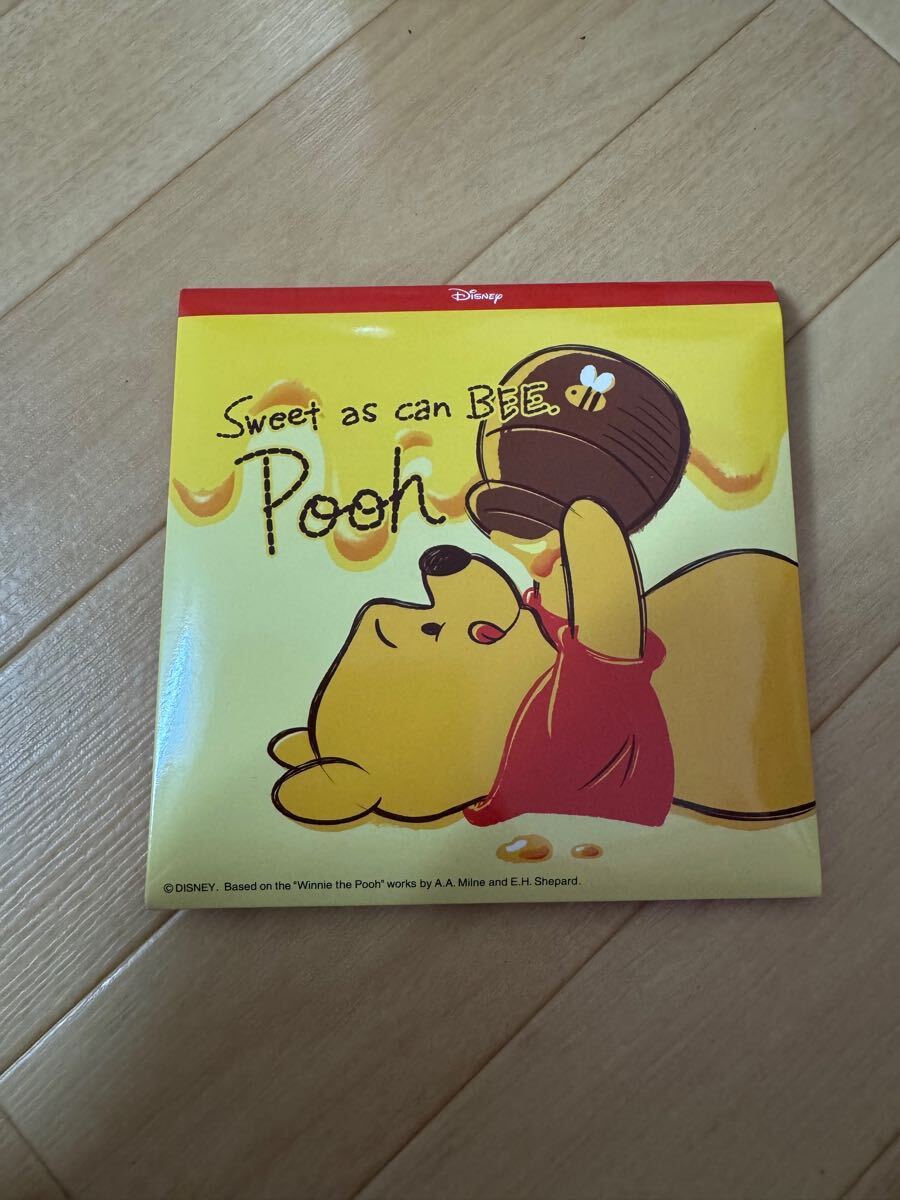 Disney
Sweet as can BEE.
Pooh
©DISNEY. Based on the "Winnie the Pooh" works by A.A. Milne and E.H. Shepard.